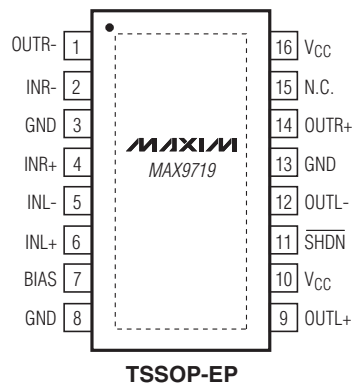 OUTR- 1 16 VCC
INR- 2 15 N.C.
GND 3 14 OUTR+
MAXIM
INR+ 4 MAX9719 13 GND
INL- 5 12 OUTL-
INL+ 6 11 SHDN
BIAS 7 10 VCC
GND 8 9 OUTL+
TSSOP-EP